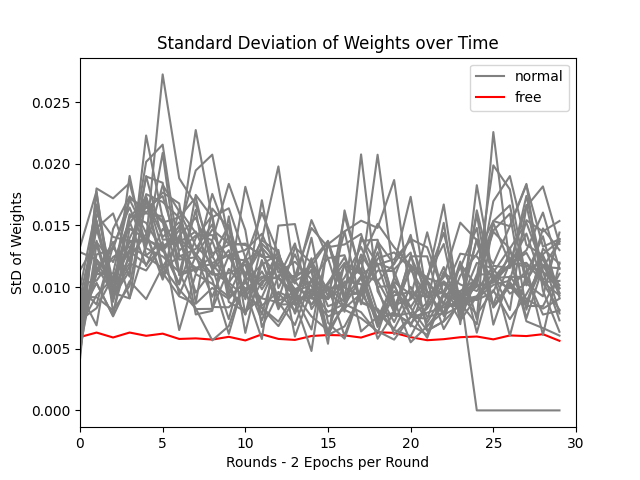 Standard Deviation of Weights over Time
normal
free
StD of Weights
0.025
0.020
0.015
0.010
0.005
0.000
0
5
10
15
20
25
30
Rounds - 2 Epochs per Round